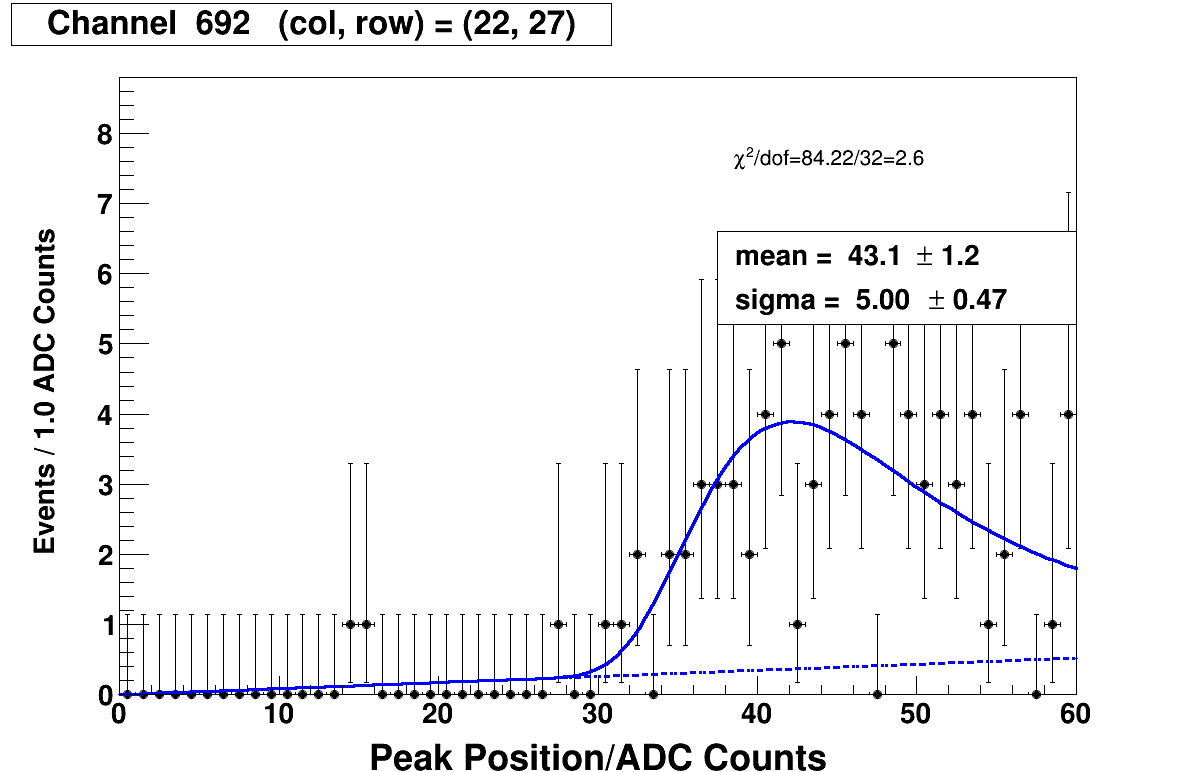 Channel 692 (col, row) = (22, 27)
χ²/dof=84.22/32=2.6
mean = 43.1 ± 1.2
sigma = 5.00 ± 0.47
Events / 1.0 ADC Counts
8
7
6
5
4
3
2
1
0
0 10 20 30 40 50 60
Peak Position/ADC Counts